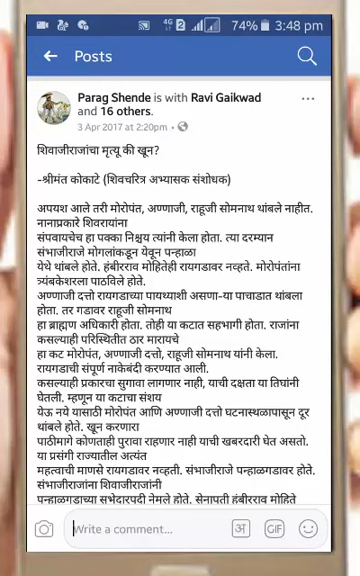 4G 2 74% 3:48 pm
Posts
Parag Shende is with Ravi Gaikwad
and 16 others.
3 Apr 2017 at 2:20pm •
शिवाजीराजांचा मृत्यू की खून?
-श्रीमंत कोकाटे (शिवचरित्र अभ्यासक संशोधक)
अपयश आले तरी मोरोपंत, अण्णाजी, राहूजी सोमनाथ थांबले नाहीत.
नानाप्रकारे शिवरायांना
संपवायचेच हा पक्का निश्चय त्यांनी केला होता. त्या दरम्यान
संभाजीराजे मोगलांकडून येवून पन्हाळा
येथे थांबले होते. हंबीरराव मोहितेही रायगडावर नव्हते. मोरोपंतांना
त्र्यंबकेशरला पाठविले होते.
अण्णाजी दत्तो रायगडाच्या पायथ्याशी असणा-या पाचाडात थांबला
होता. तर गडावर राहूजी सोमनाथ
हा ब्राह्मण अधिकारी होता. तोही या कटात सहभागी होता. राजांना
कसल्याही परिस्थितीत ठार मारायचे
हा कट मोरोपंत, अण्णाजी दत्तो, राहूजी सोमनाथ यांनी केला.
रायगडाची संपूर्ण नाकेबंदी करण्यात आली.
कसल्याही प्रकारचा सुगावा लागणार नाही, याची दक्षता या तिघांनी
घेतली. म्हणून या कटाचा संशय
येऊ नये यासाठी मोरोपंत आणि अण्णाजी दत्तो घटनास्थळापासून दूर
थांबले होते. खून करणारा
पाठीमागे कोणताही पुरावा राहणार नाही याची खबरदारी घेत असतो.
या प्रसंगी राज्यातील अत्यंत
महत्वाची माणसे रायगडावर नव्हती. संभाजीराजे पन्हाळगडावर होते.
संभाजीराजांना शिवाजीराजांनी
पन्हाळगडाच्या सुभेदारपदी नेमले होते. सेनापती हंबीरराव मोहिते
Write a comment...
अ GIF